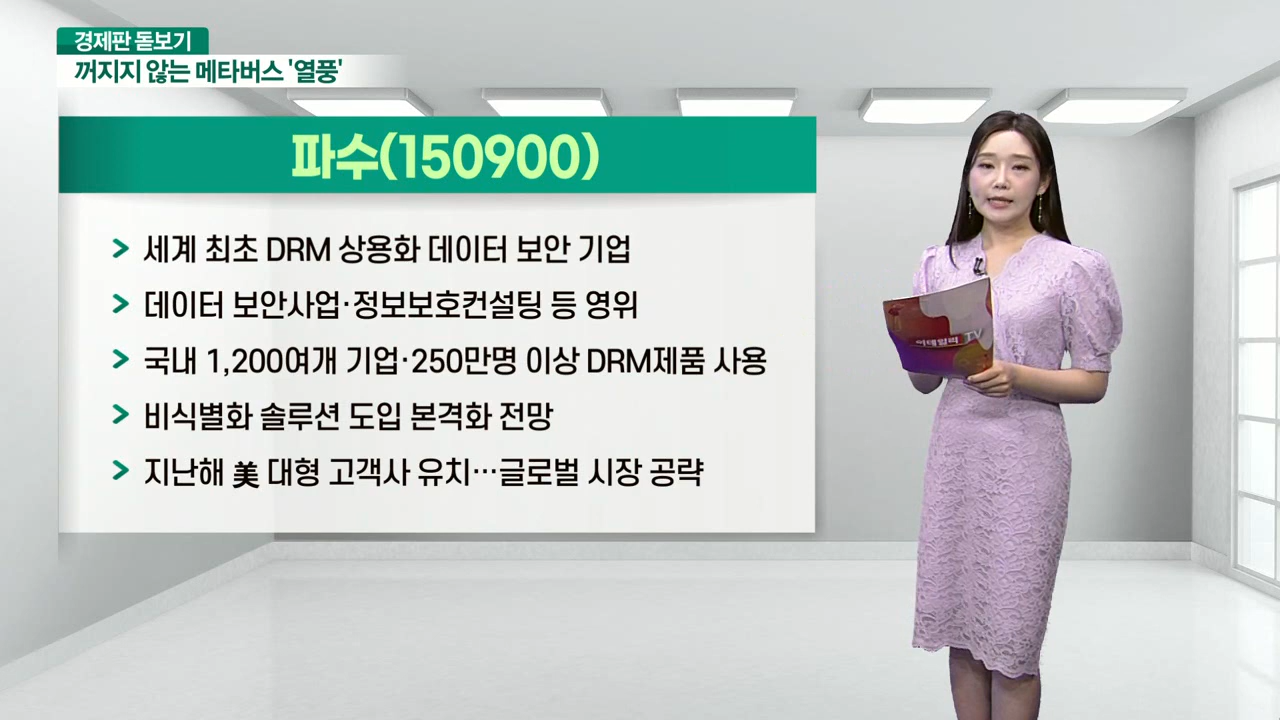 경제판 돋보기
꺼지지 않는 메타버스 '열풍'
파수(150900)
> 세계 최초 DRM 상용화 데이터 보안 기업
> 데이터 보안사업·정보보호컨설팅 등 영위
> 국내 1,200여개 기업·250만명 이상 DRM제품 사용
> 비식별화 솔루션 도입 본격화 전망
> 지난해 美 대형 고객사 유치…글로벌 시장 공략
이데일리 TV